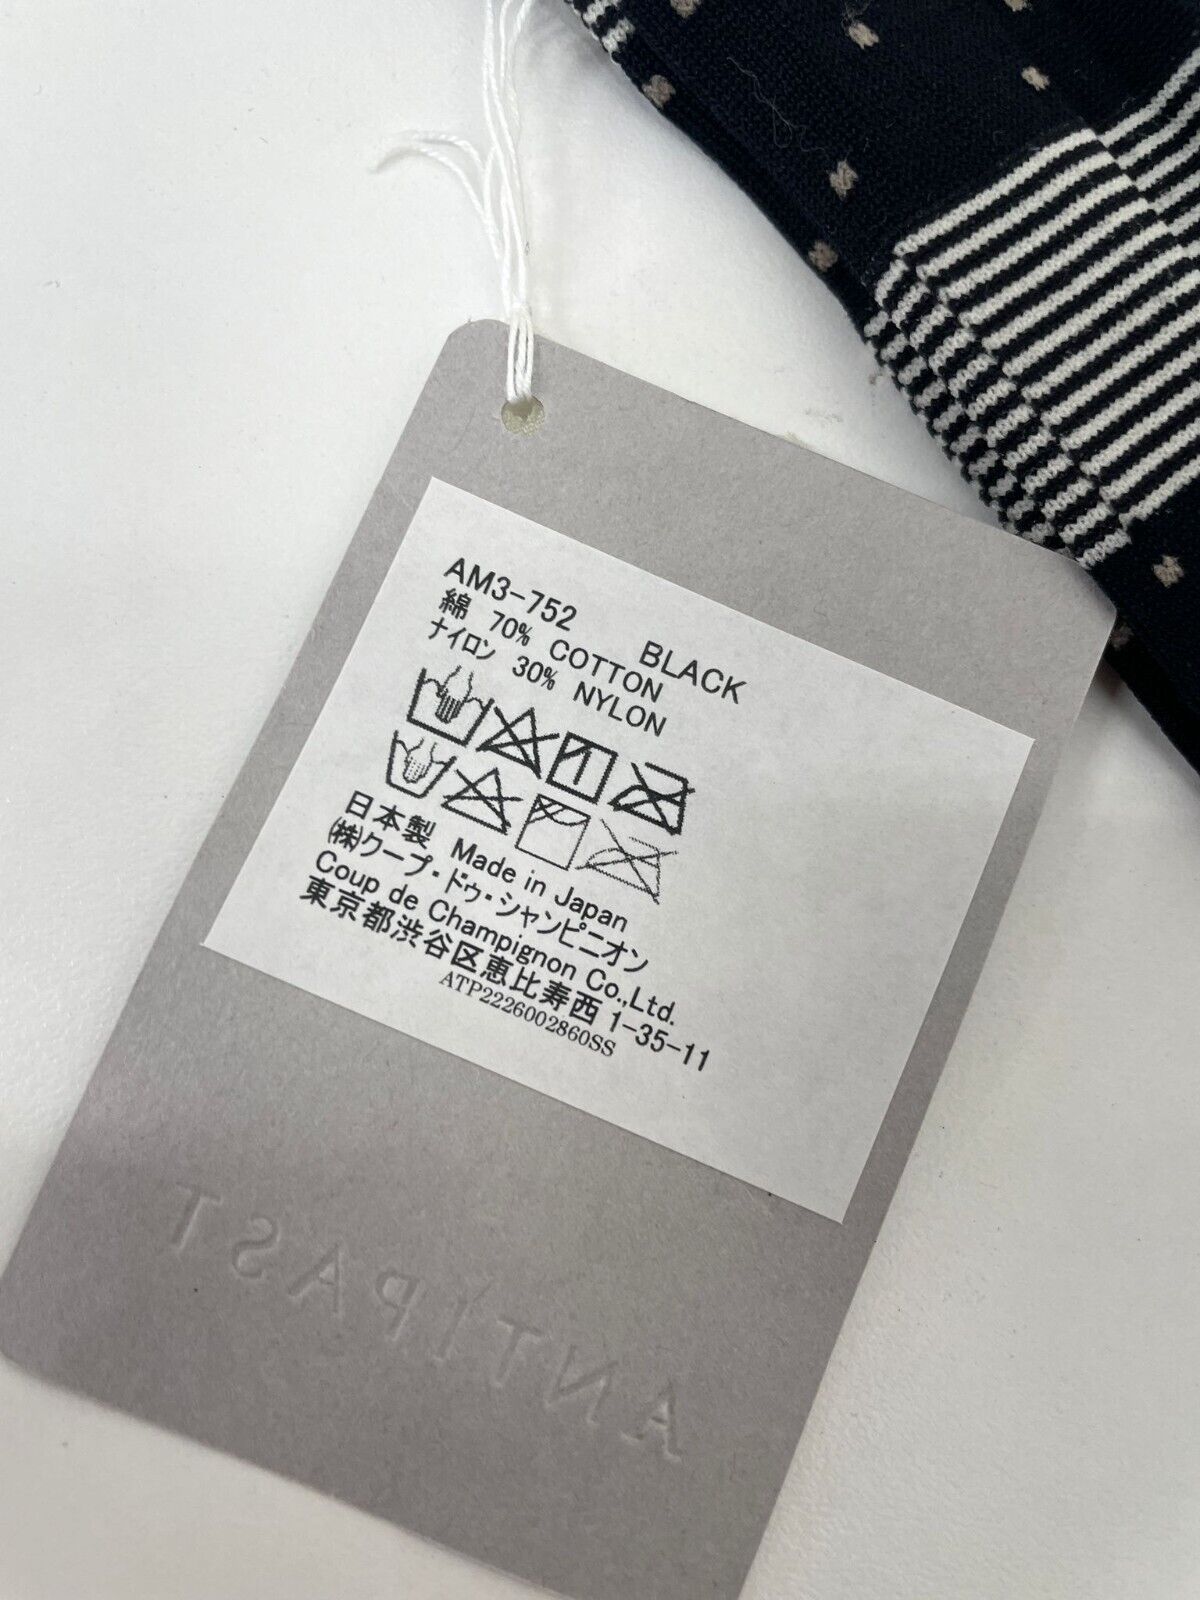 AM3-752 BLACK
綿 70% COTTON
ナイロン 30% NYLON
日本製 Made in Japan
㈱クープ・ドゥ・シャンピニオン
Coup de Champignon Co.,Ltd.
東京都渋谷区恵比寿西 1-35-11
ATP2226002860SS
ANTIPAST